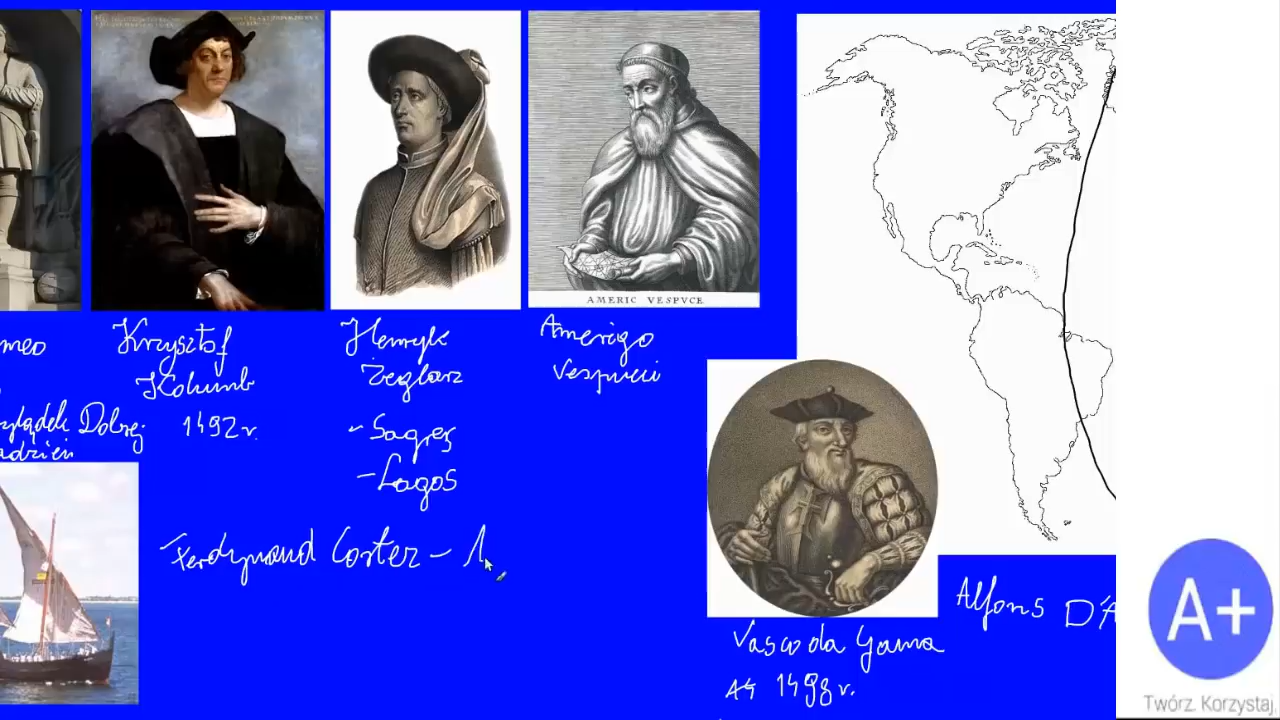 meo
Dobrej
Krzysztof
Kolumb
1492 r.
Henryk
Żeglarz
- Sagres
- Lagos
AMERIC VESPVCE
Amerigo
Vespucci
Ferdynand Cortez - 1
Vasco da Gama
1498 r.
Alfons D'A
A+
Twórz. Korzystaj